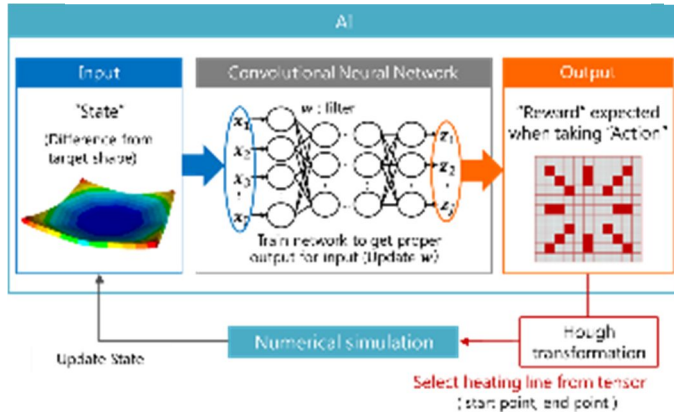 AI
Input
"State"
(Difference from
target shape)
Convolutional Neural Network
w : filter
x1
x2
x3
z1
z2
zj
Train network to get proper
output for input (Update w)
Output
"Reward" expected
when taking "Action"
Update State
Numerical simulation
Hough
transformation
Select heating line from tensor
( start point, end point )